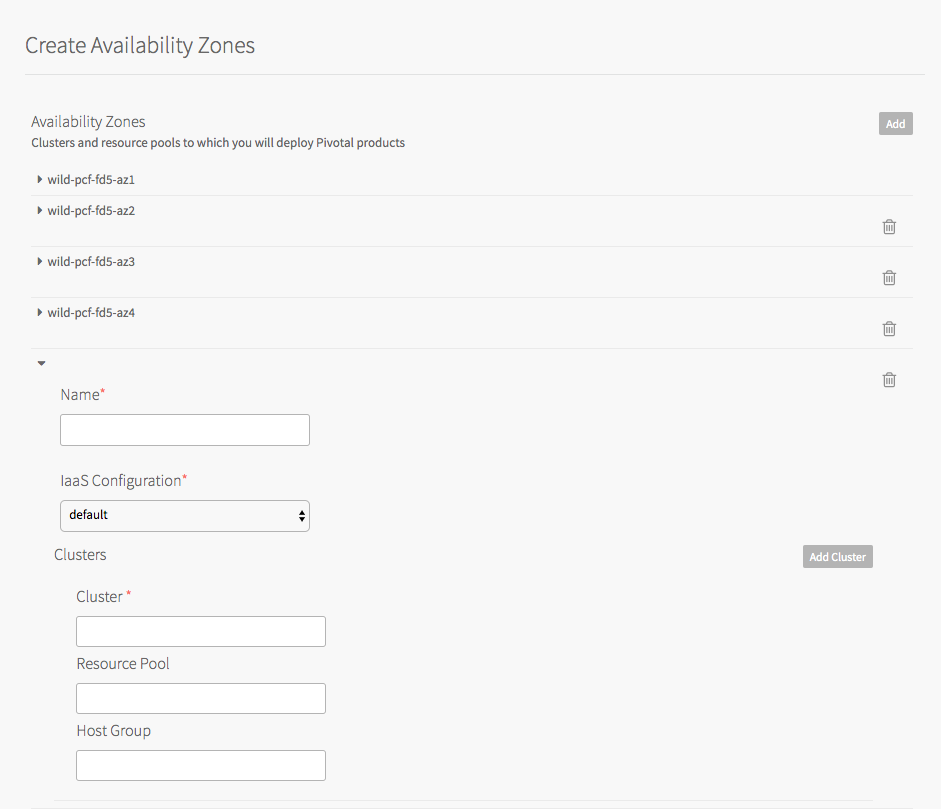 Create Availability Zones
Availability Zones
Add
Clusters and resource pools to which you will deploy Pivotal products
wild-pcf-fd5-az1
wild-pcf-fd5-az2
wild-pcf-fd5-az3
wild-pcf-fd5-az4
Name*
IaaS Configuration*
default
Clusters
Add Cluster
Cluster *
Resource Pool
Host Group